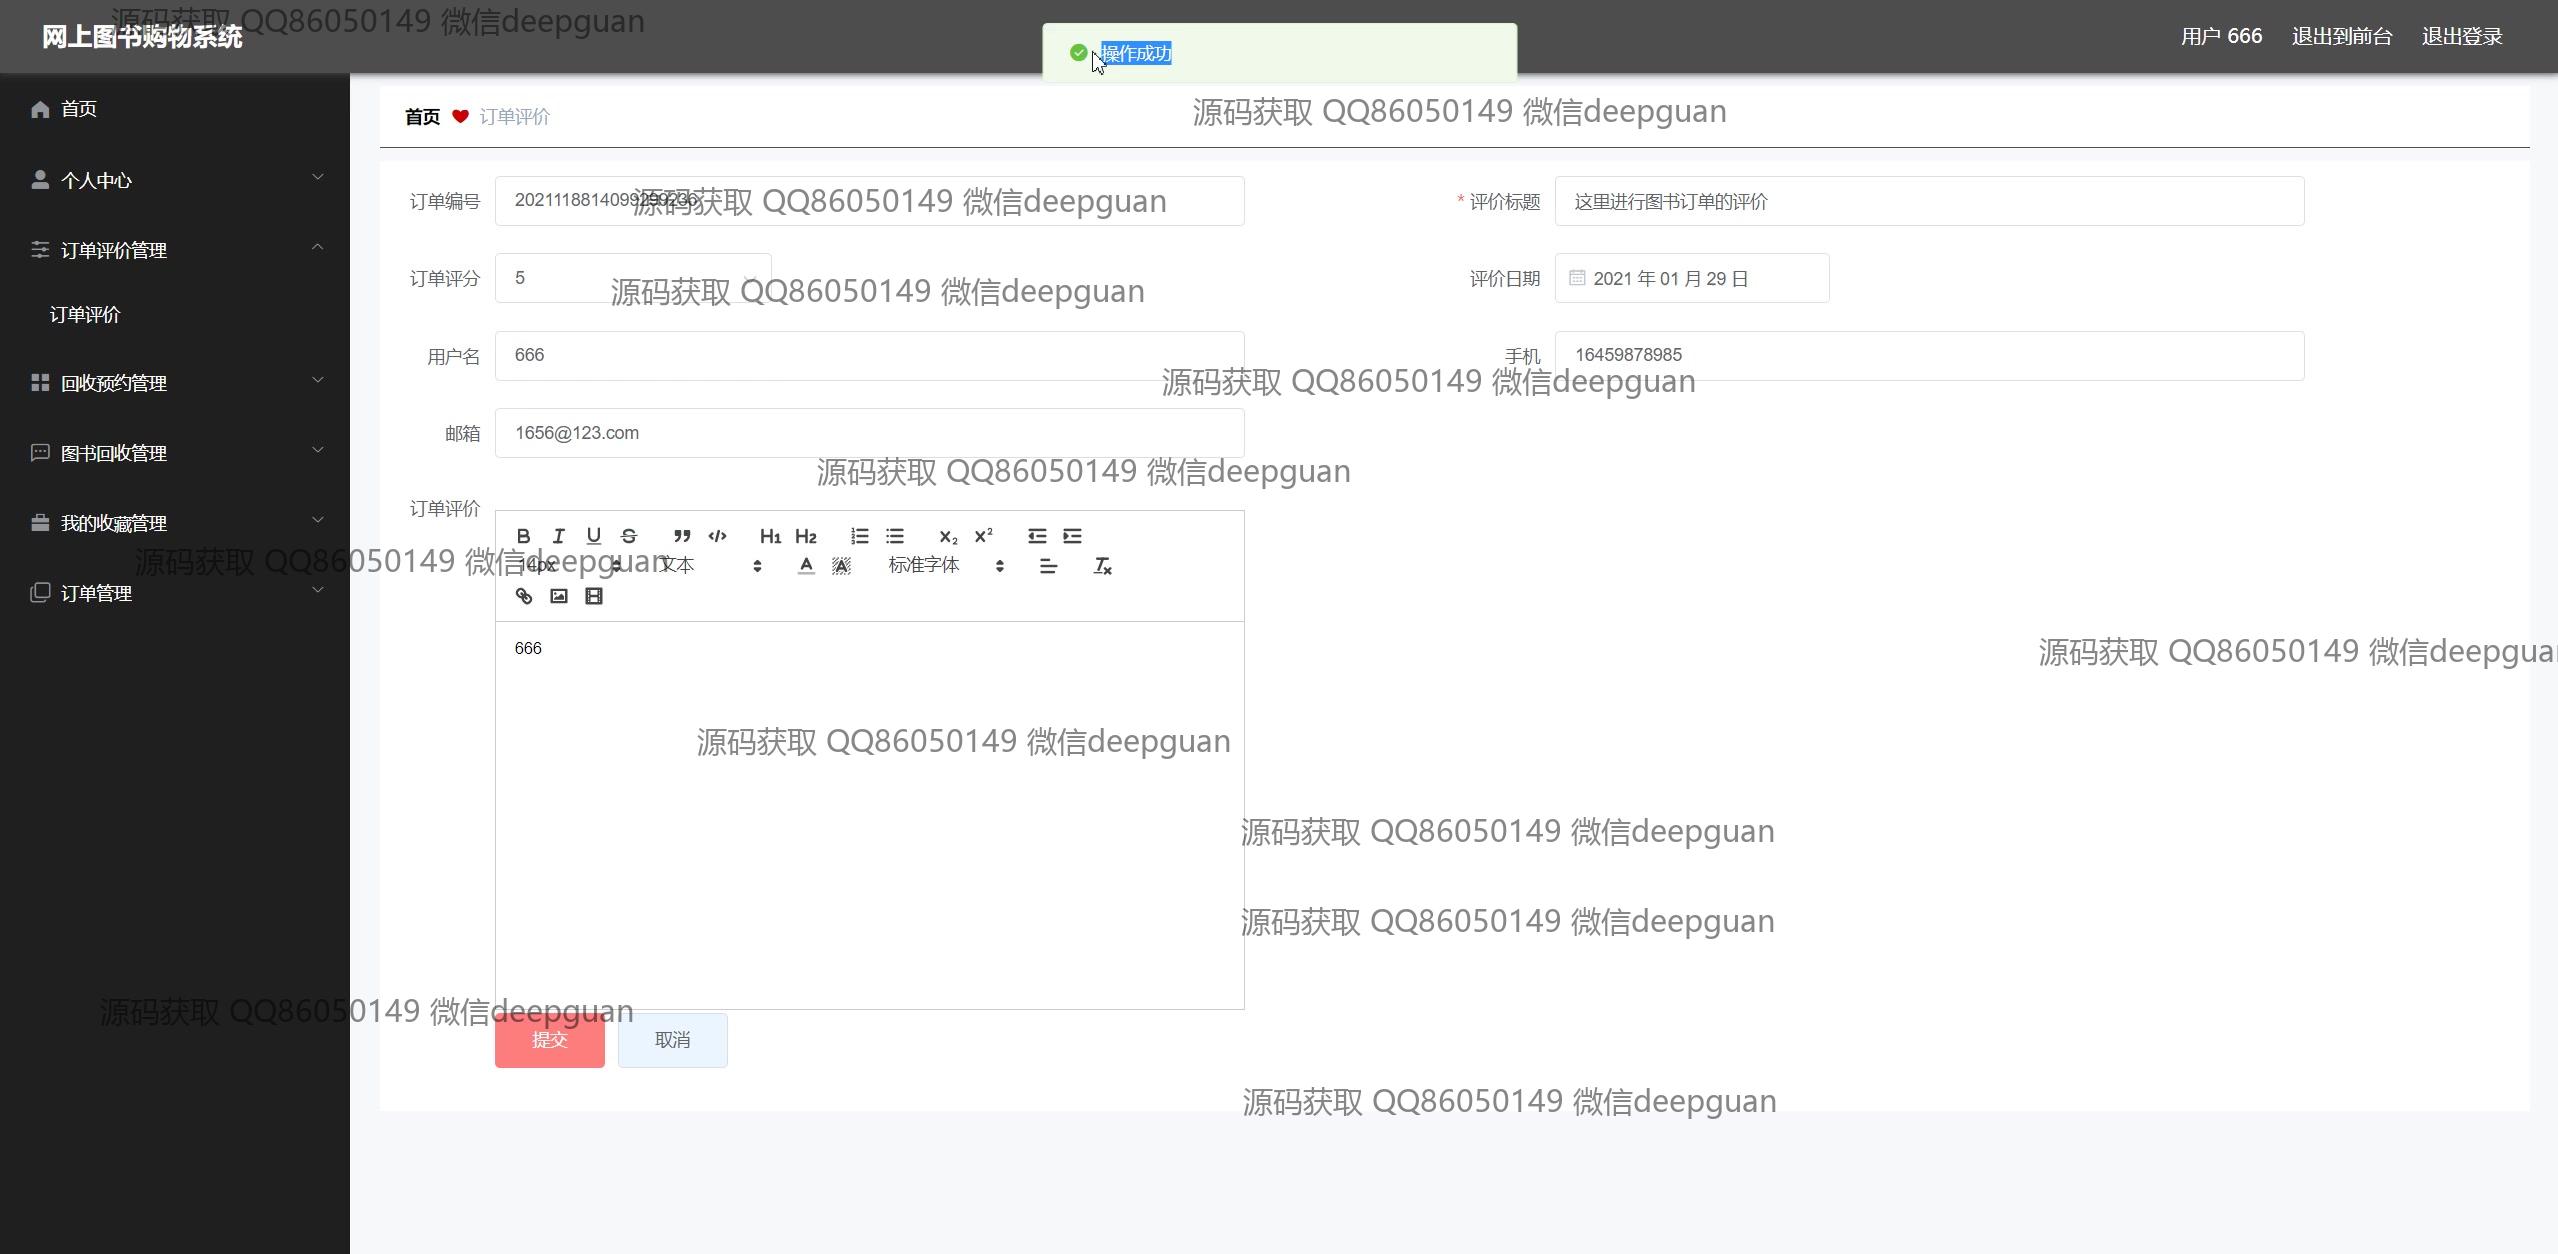 网上图书购物系统
源码获取 QQ86050149 微信deepguan
操作成功
用户 666 退出到前台 退出登录
首页
个人中心
订单评价管理
订单评价
回收预约管理
图书回收管理
我的收藏管理
订单管理
首页 订单评价
源码获取 QQ86050149 微信deepguan
订单编号 2021118814099299236
源码获取 QQ86050149 微信deepguan
* 评价标题 这里进行图书订单的评价
订单评分 5
源码获取 QQ86050149 微信deepguan
评价日期 2021 年 01 月 29 日
用户名 666
手机 16459878985
源码获取 QQ86050149 微信deepguan
邮箱 1656@123.com
源码获取 QQ86050149 微信deepguan
订单评价
B I U S H1 H2 X2 X2
源码获取 QQ86050149 微信deepguan
14px 文本 A A 标准字体 Tx
666
源码获取 QQ86050149 微信deepgua
源码获取 QQ86050149 微信deepguan
源码获取 QQ86050149 微信deepguan
源码获取 QQ86050149 微信deepguan
源码获取 QQ86050149 微信deepguan
提交 取消
源码获取 QQ86050149 微信deepguan